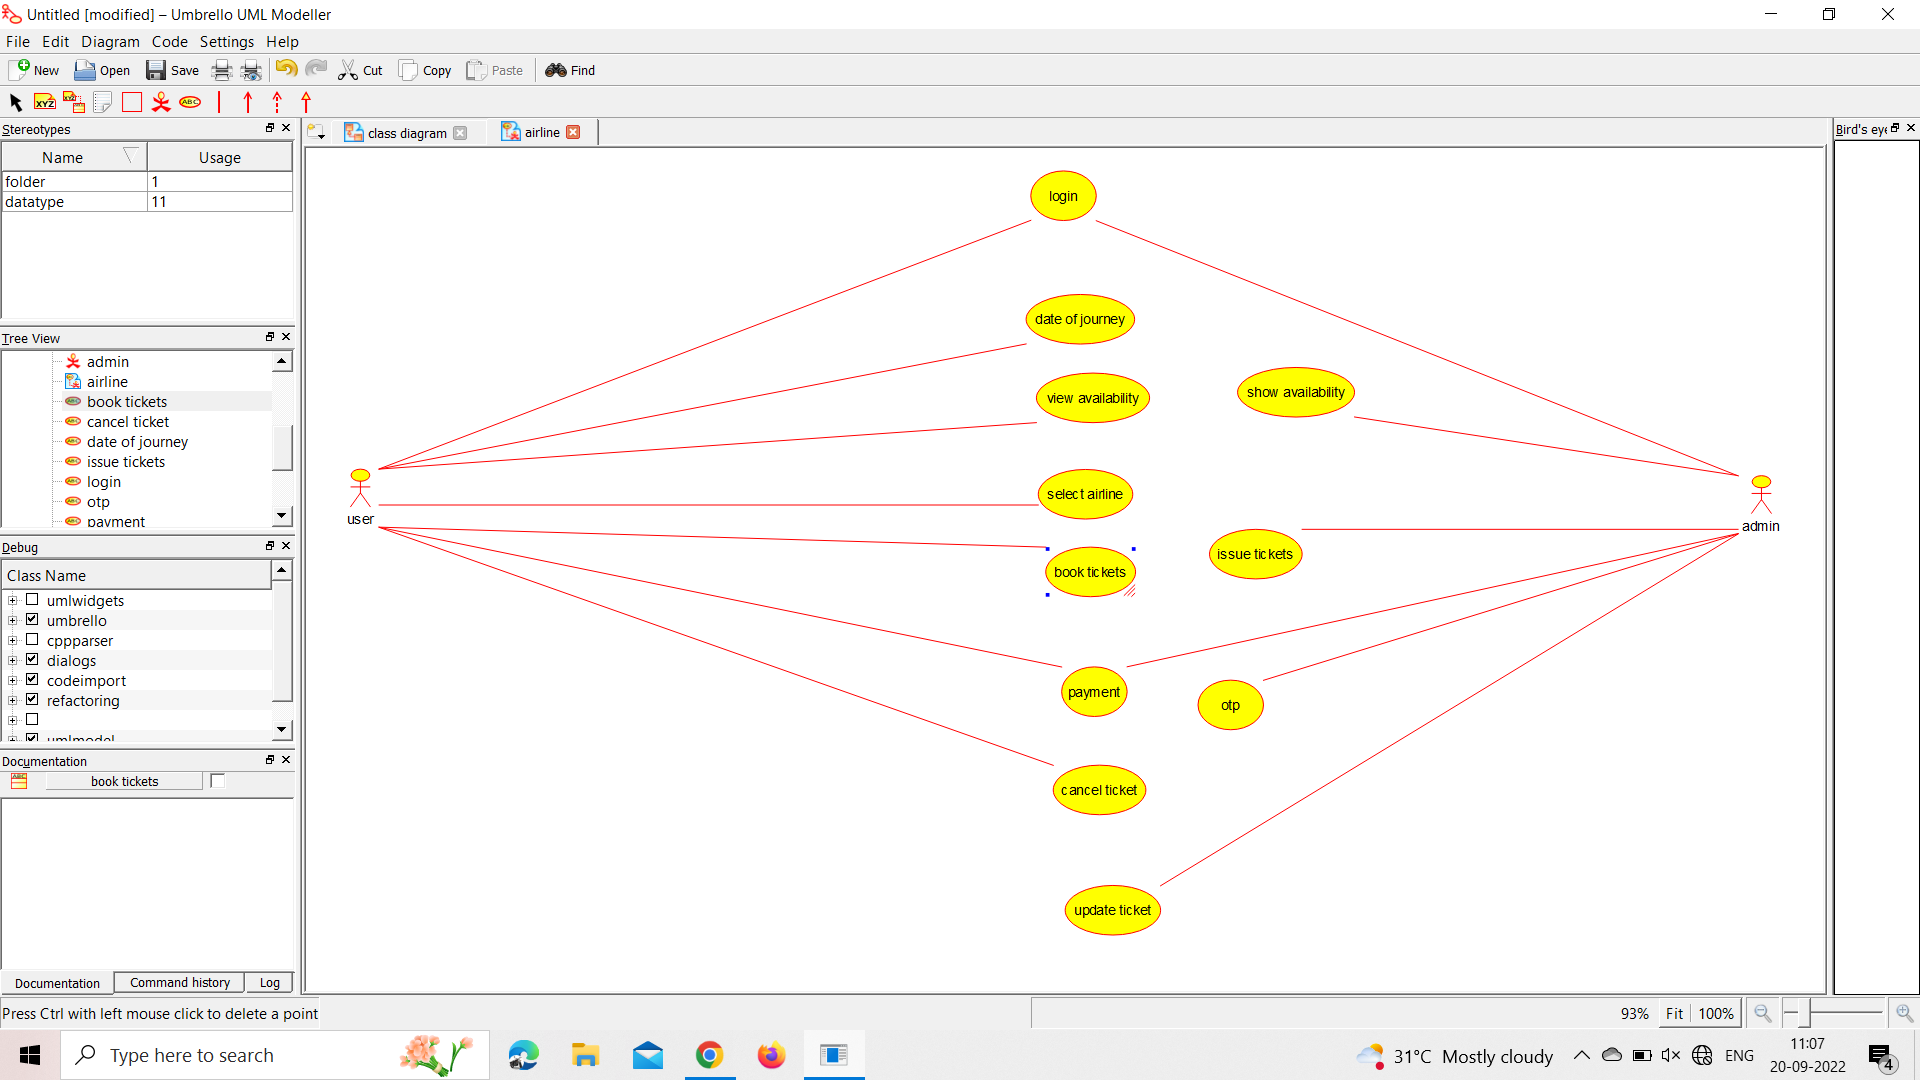 Untitled [modified] – Umbrello UML Modeller
File Edit Diagram Code Settings Help
New Open Save Cut Copy Paste Find
XYZ XYZ ABC
Stereotypes
class diagram airline
Bird's eye
Name Usage
folder 1
datatype 11
Tree View
admin
airline
book tickets
cancel ticket
date of journey
issue tickets
login
otp
payment
Debug
Class Name
umlwidgets
umbrello
cppparser
dialogs
codeimport
refactoring
umlmodel
Documentation
book tickets
Documentation Command history Log
login
date of journey
view availability
show availability
select airline
user
admin
issue tickets
book tickets
payment
otp
cancel ticket
update ticket
Press Ctrl with left mouse click to delete a point
93% Fit 100%
Type here to search
31°C Mostly cloudy
ENG
11:07
20-09-2022
4